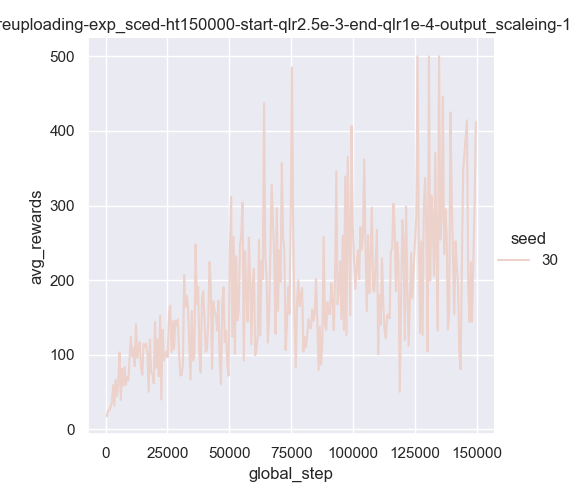 reuploading-exp_sced-ht150000-start-qlr2.5e-3-end-qlr1e-4-output_scaleing-1
500
400
300
200
100
0
avg_rewards
0 25000 50000 75000 100000 125000 150000
global_step
seed
30